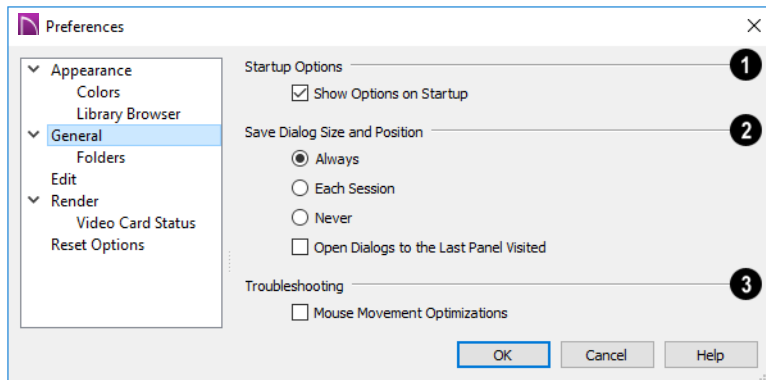 Preferences
Appearance
Colors
Library Browser
General
Folders
Edit
Render
Video Card Status
Reset Options
Startup Options 1
Show Options on Startup
Save Dialog Size and Position 2
Always
Each Session
Never
Open Dialogs to the Last Panel Visited
Troubleshooting 3
Mouse Movement Optimizations
OK Cancel Help